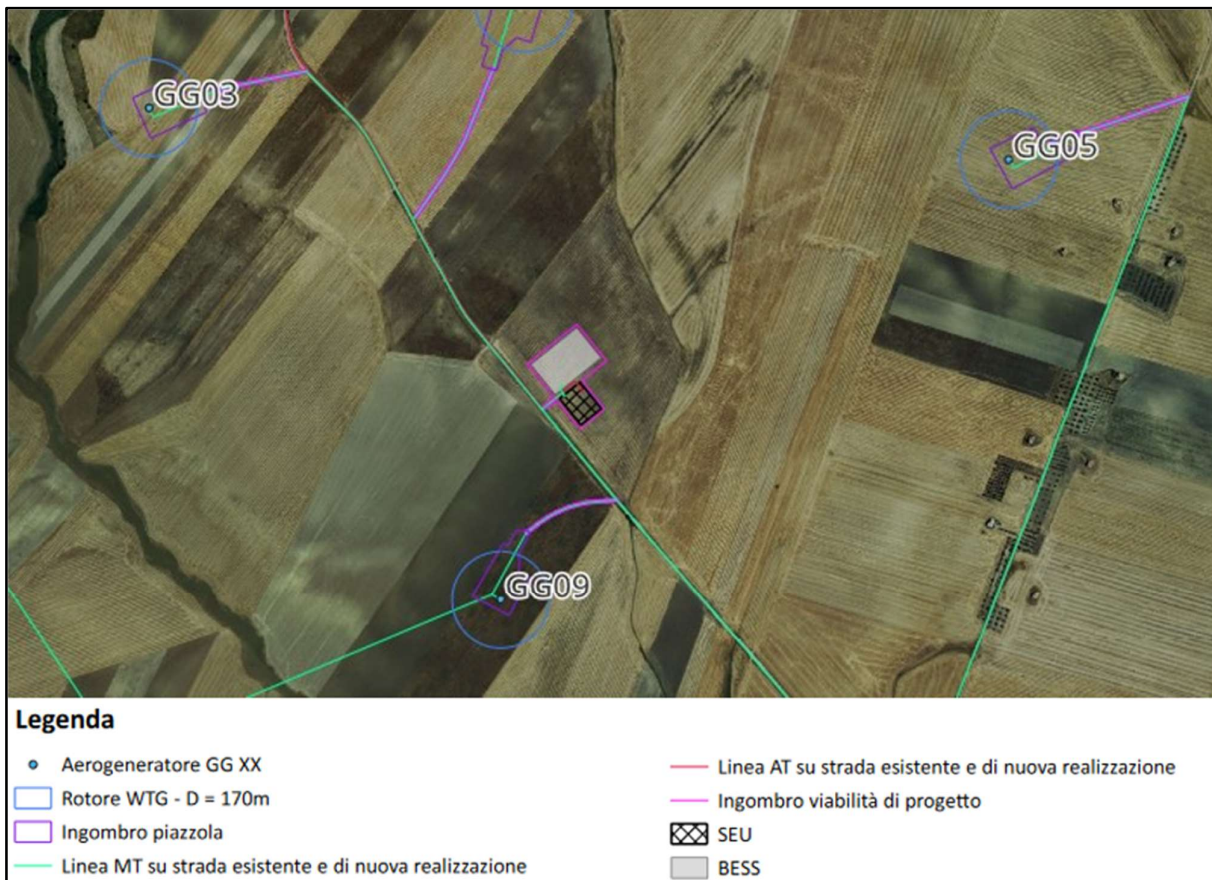 GG03
GG05
GG09
Legenda
Aerogeneratore GG XX
Rotore WTG - D = 170m
Ingombro piazzola
Linea MT su strada esistente e di nuova realizzazione
Linea AT su strada esistente e di nuova realizzazione
Ingombro viabilità di progetto
SEU
BESS